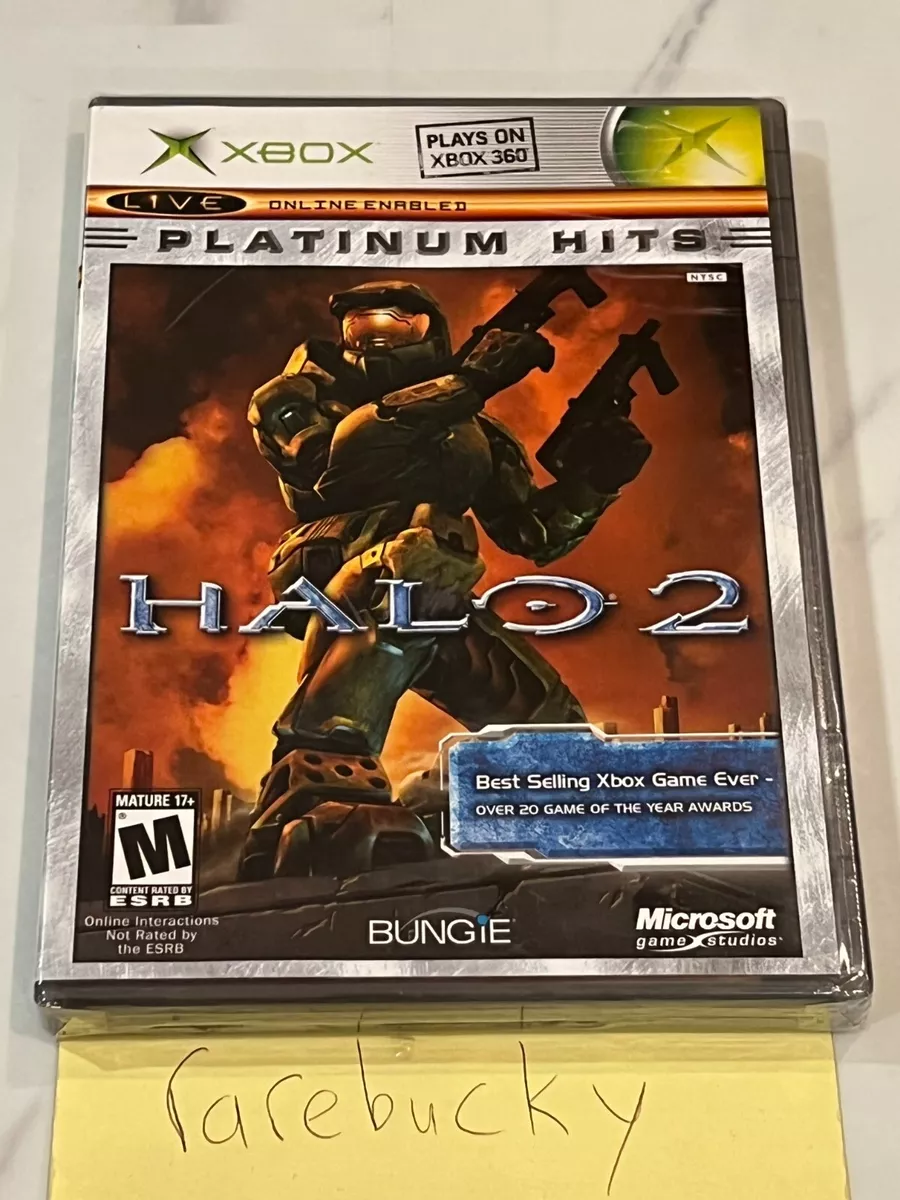 XBOX
PLAYS ON
XBOX 360
LIVE ONLINE ENABLED
PLATINUM HITS
NTSC
HALO 2
Best Selling Xbox Game Ever -
OVER 20 GAME OF THE YEAR AWARDS
MATURE 17+
M
®
CONTENT RATED BY
ESRB
Online Interactions
Not Rated by
the ESRB
BUNGiE
Microsoft
game studios
rarebucky